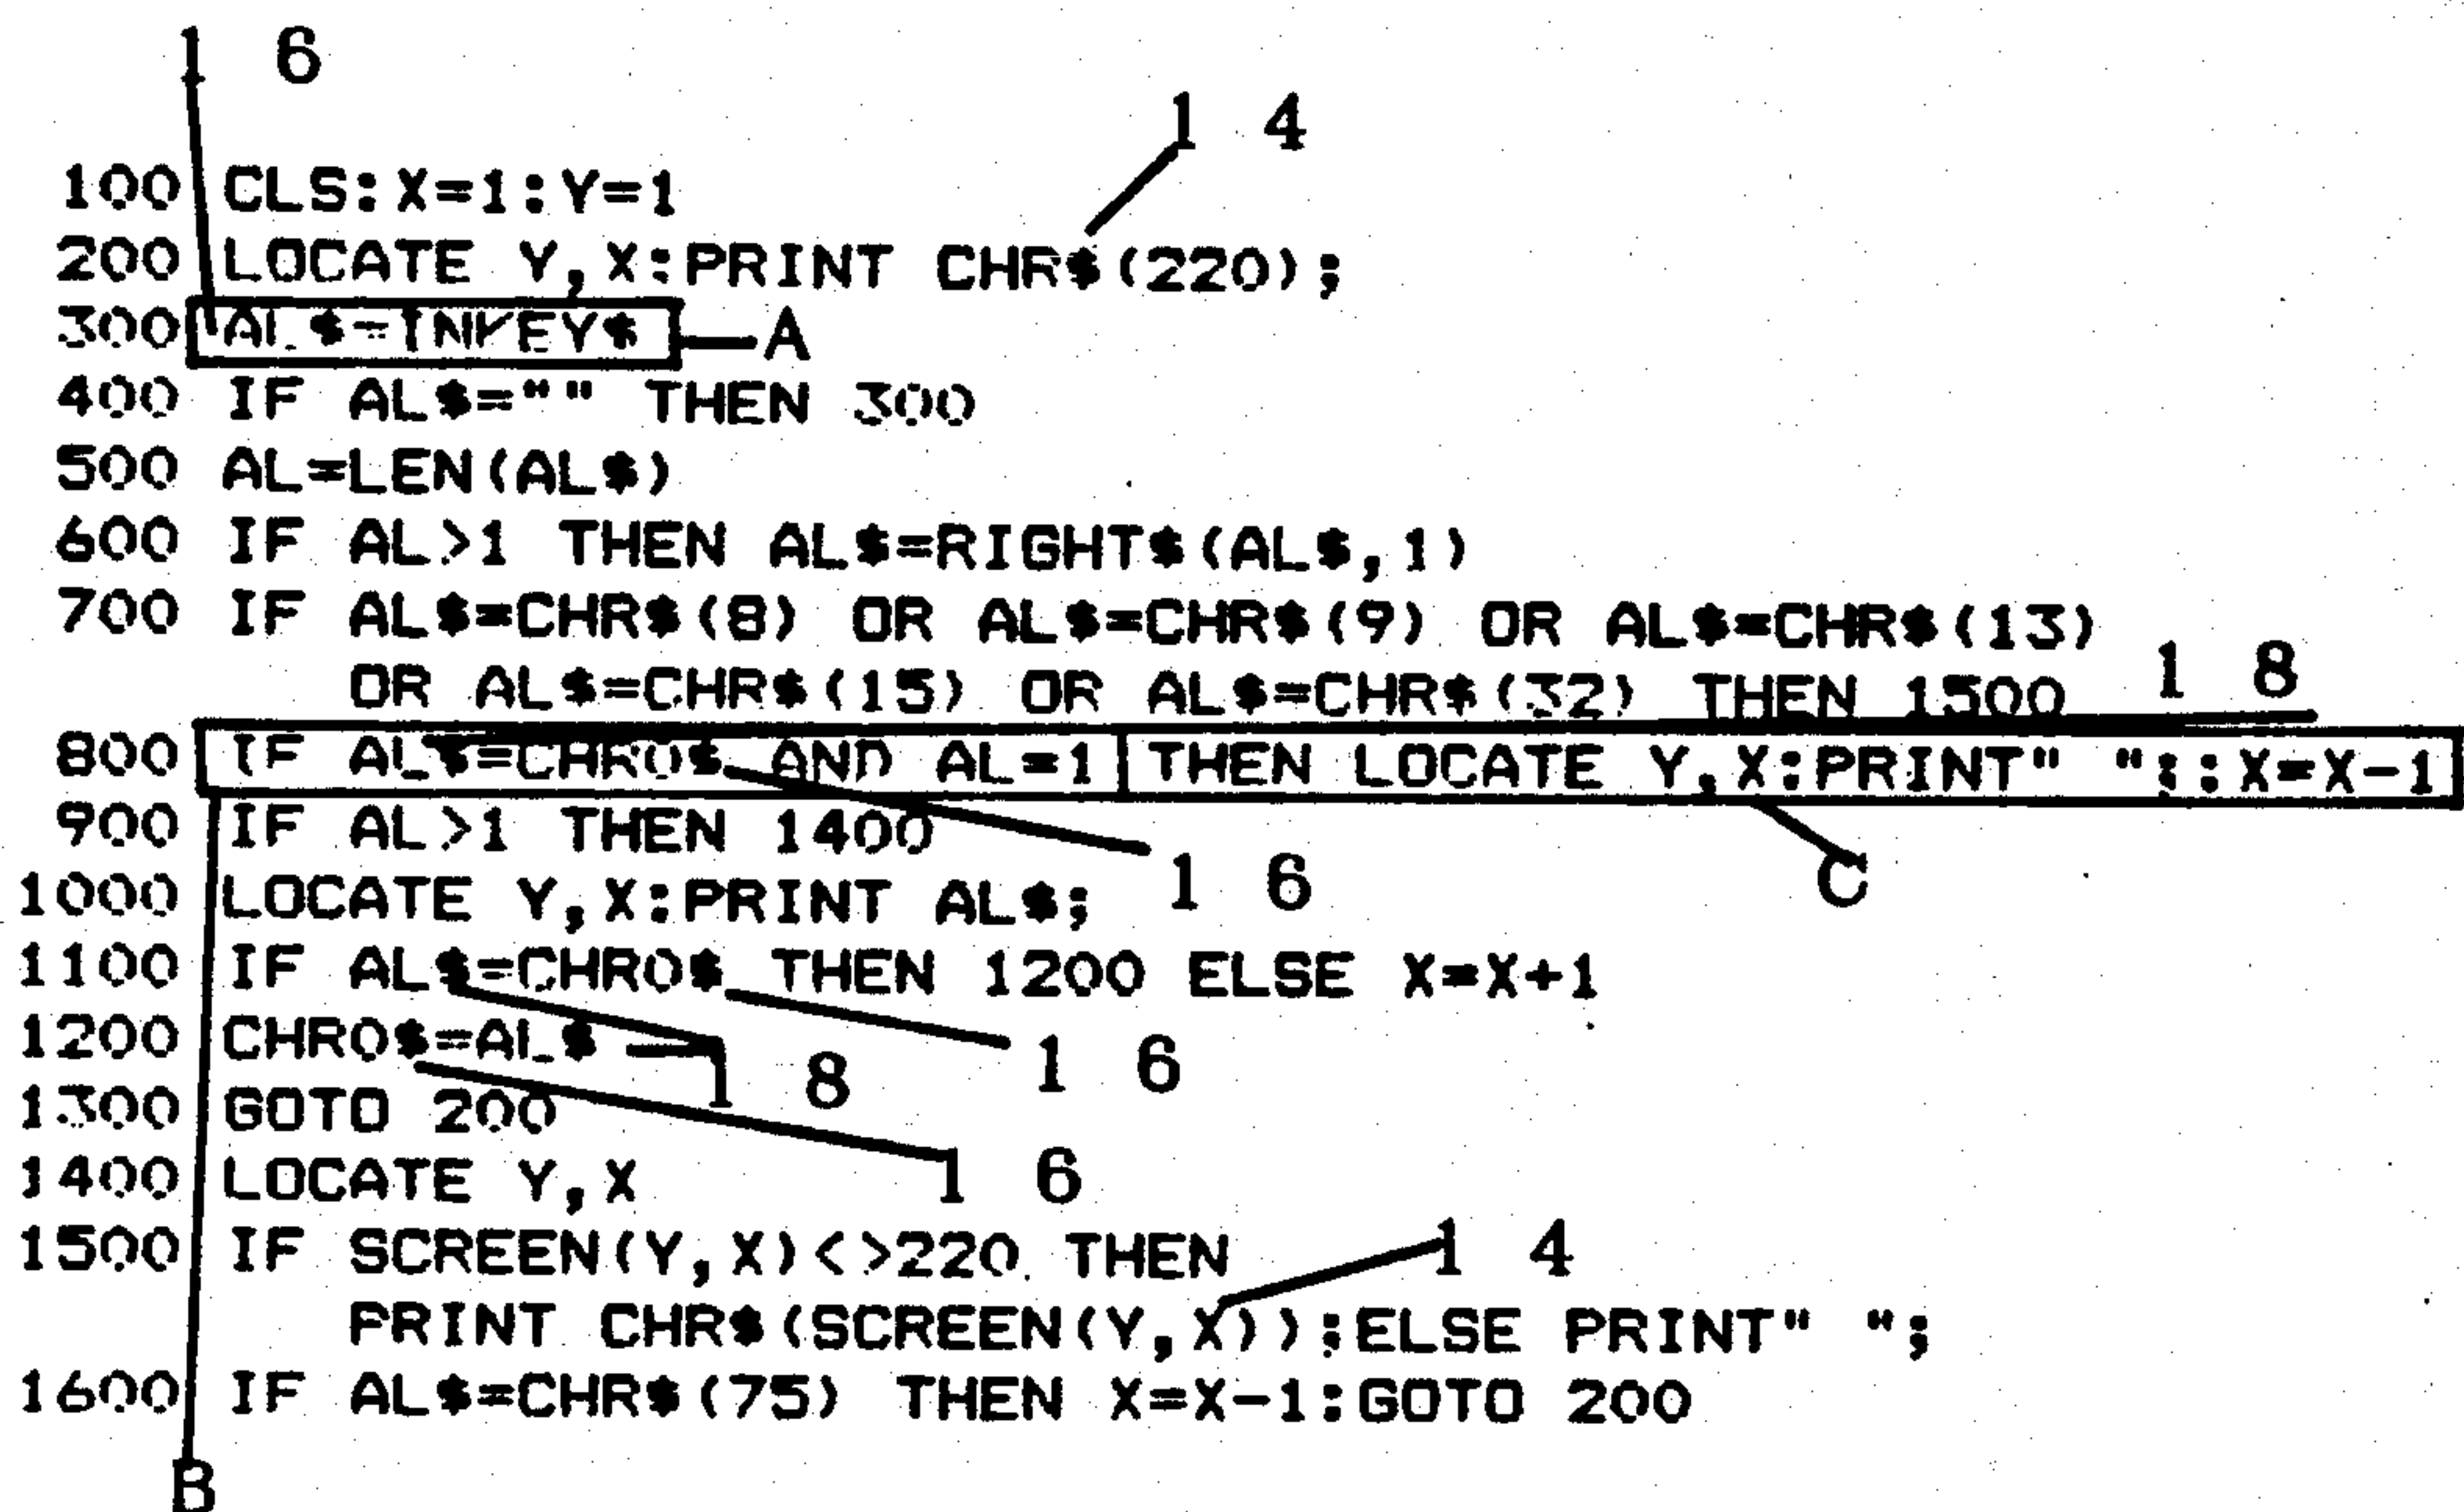 1 6
1 4
100 CLS:X=1:Y=1
200 LOCATE Y,X:PRINT CHR$(220);
300 AL$=INKEY$ A
400 IF AL$="" THEN 300
500 AL=LEN(AL$)
600 IF AL>1 THEN AL$=RIGHT$(AL$,1)
700 IF AL$=CHR$(8) OR AL$=CHR$(9) OR AL$=CHR$(13)
OR AL$=CHR$(15) OR AL$=CHR$(32) THEN 1500
1 8
800 IF AL$=CHRO$ AND AL=1 THEN LOCATE Y,X:PRINT" ";:X=X-1
900 IF AL>1 THEN 1400
1 6
C
1000 LOCATE Y,X:PRINT AL$;
1100 IF AL$=CHRO$ THEN 1200 ELSE X=X+1
1200 CHRO$=AL$
1 8
1 6
1300 GOTO 200
1 6
1400 LOCATE Y,X
1500 IF SCREEN(Y,X)<>220 THEN
1 4
PRINT CHR$(SCREEN(Y,X));ELSE PRINT" ";
1600 IF AL$=CHR$(75) THEN X=X-1:GOTO 200
B